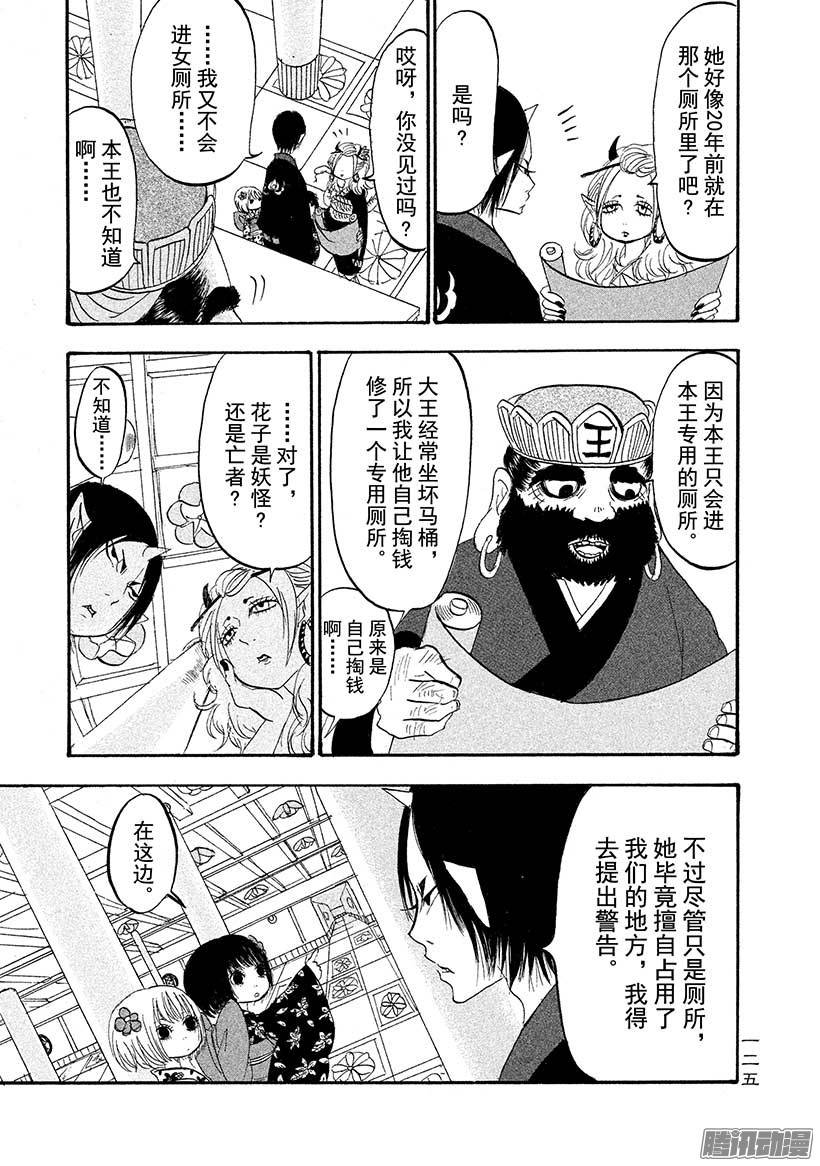 她好像20年前就在
那个厕所里了吧？
是吗？
哎呀，你没见过吗？
……我又不会
进女厕所……
本王也不知道
啊……
因为本王只会进
本王专用的厕所。
王
大王经常坐坏马桶，
所以我让他自己掏钱
修了一个专用厕所。
原来是
自己掏钱
啊……
……对了，
花子是妖怪？
还是亡者？
不知道……
不过尽管只是厕所，
她毕竟擅自占用了
我们的地方，我得
去提出警告。
在这边。
一二五
腾讯动漫